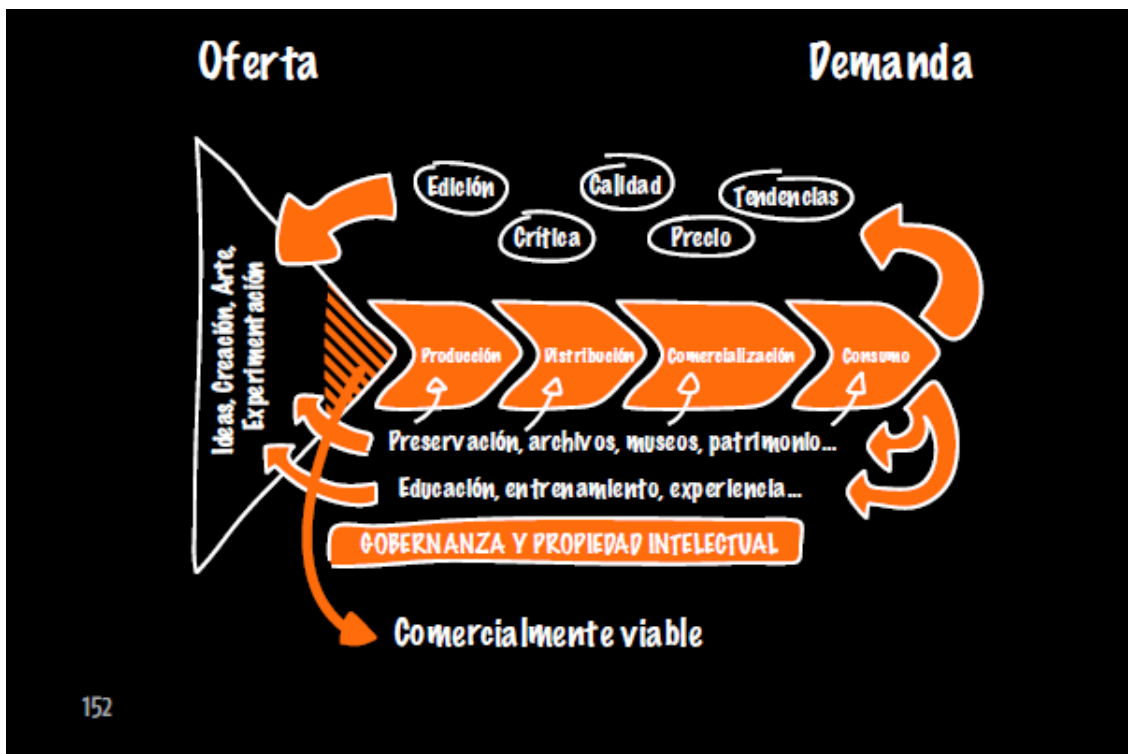 Oferta
Demanda
Edición
Calidad
Tendencias
Crítica
Precio
Ideas, Creación, Arte,
Experimentación
Producción
Distribución
Comercialización
Consumo
Preservación, archivos, museos, patrimonio...
Educación, entrenamiento, experiencia...
GOBERNANZA Y PROPIEDAD INTELECTUAL
Comercialmente viable
152